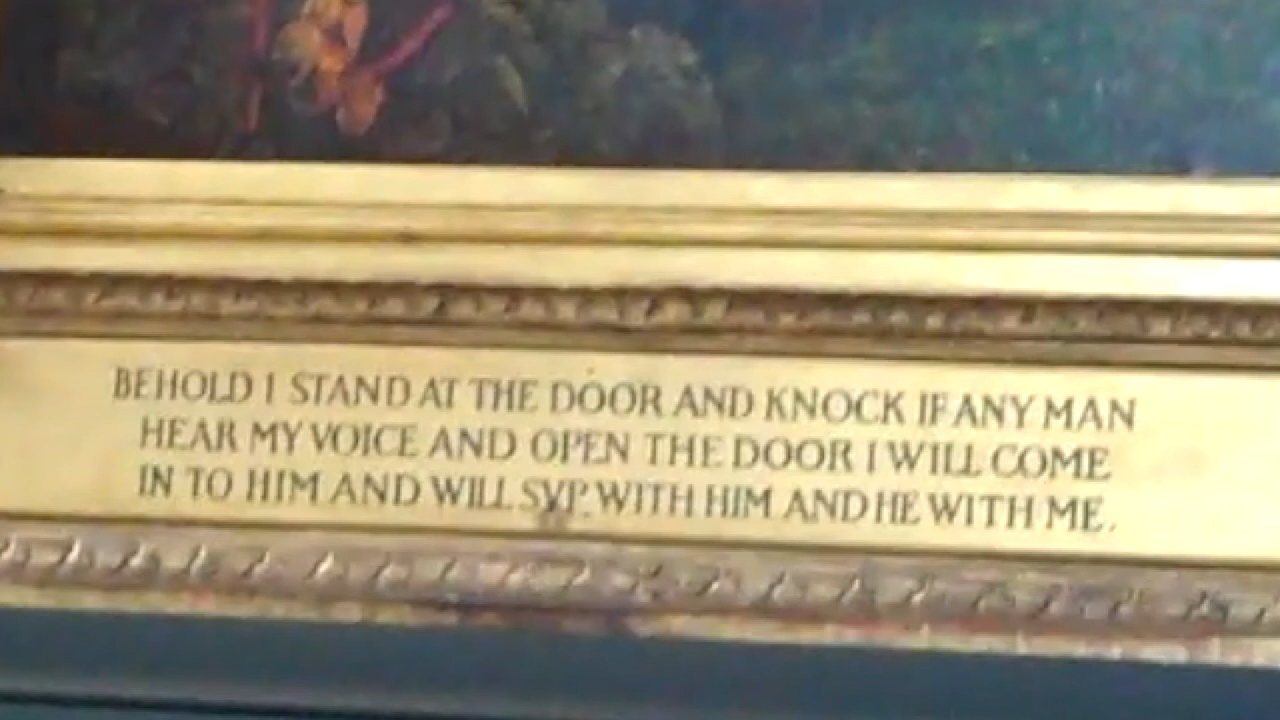 BEHOLD I STAND AT THE DOOR AND KNOCK IF ANY MAN
HEAR MY VOICE AND OPEN THE DOOR I WILL COME
IN TO HIM AND WILL SVP. WITH HIM AND HE WITH ME.